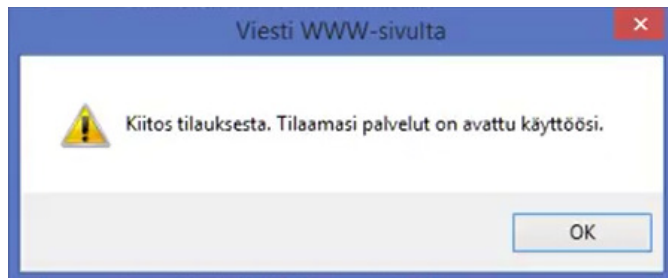 Viesti WWW-sivulta
Kiitos tilauksesta. Tilaamasi palvelut on avattu käyttöösi.
OK